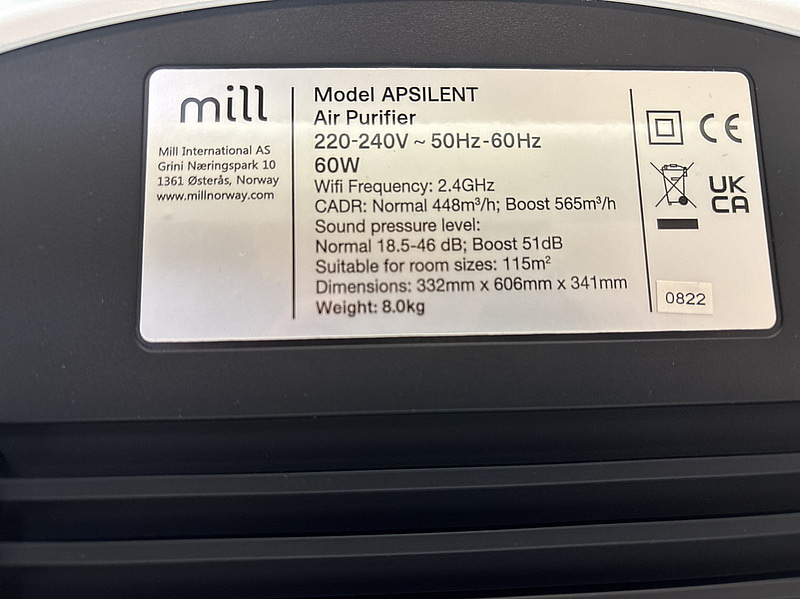 mill
Mill International AS
Grini Næringspark 10
1361 Østerås, Norway
www.millnorway.com
Model APSILENT
Air Purifier
220-240V ~ 50Hz-60Hz
60W
Wifi Frequency: 2.4GHz
CADR: Normal 448m³/h; Boost 565m³/h
Sound pressure level:
Normal 18.5-46 dB; Boost 51dB
Suitable for room sizes: 115m²
Dimensions: 332mm x 606mm x 341mm
Weight: 8.0kg
CE
UK
CA
0822